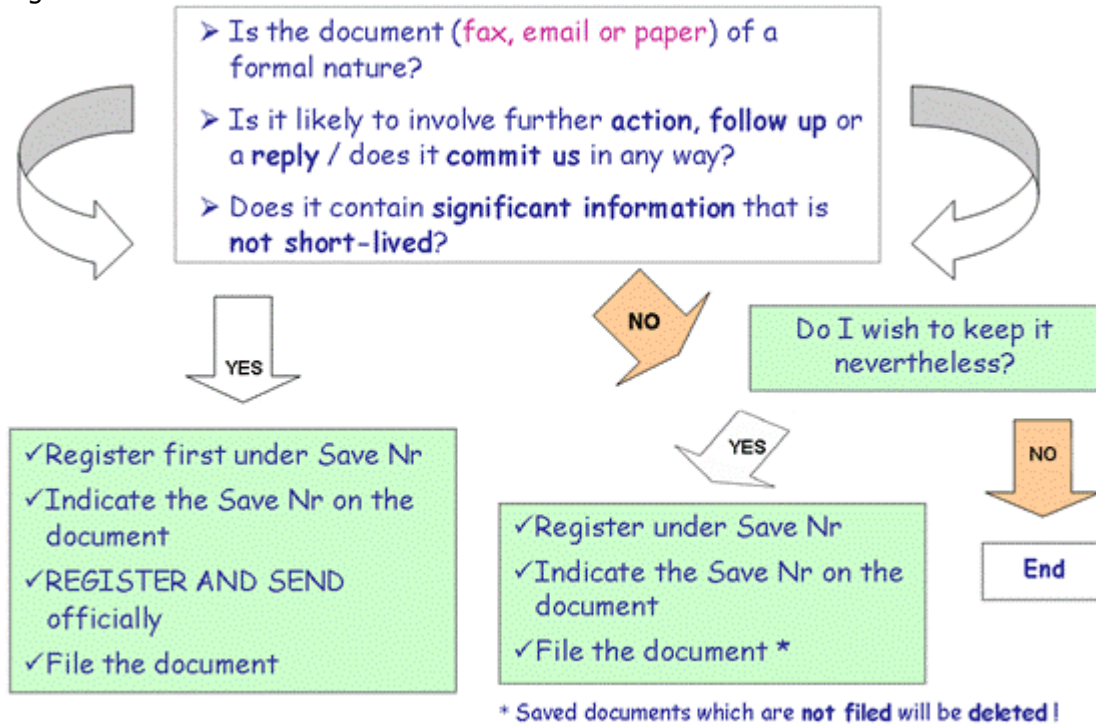 ➤ Is the document (fax, email or paper) of a
formal nature?
➤ Is it likely to involve further action, follow up or
a reply / does it commit us in any way?
➤ Does it contain significant information that is
not short-lived?
YES
NO
Do I wish to keep it
nevertheless?
✓Register first under Save Nr
✓Indicate the Save Nr on the
document
✓REGISTER AND SEND
officially
✓File the document
YES
NO
✓Register under Save Nr
✓Indicate the Save Nr on the
document
✓File the document *
End
* Saved documents which are not filed will be deleted !